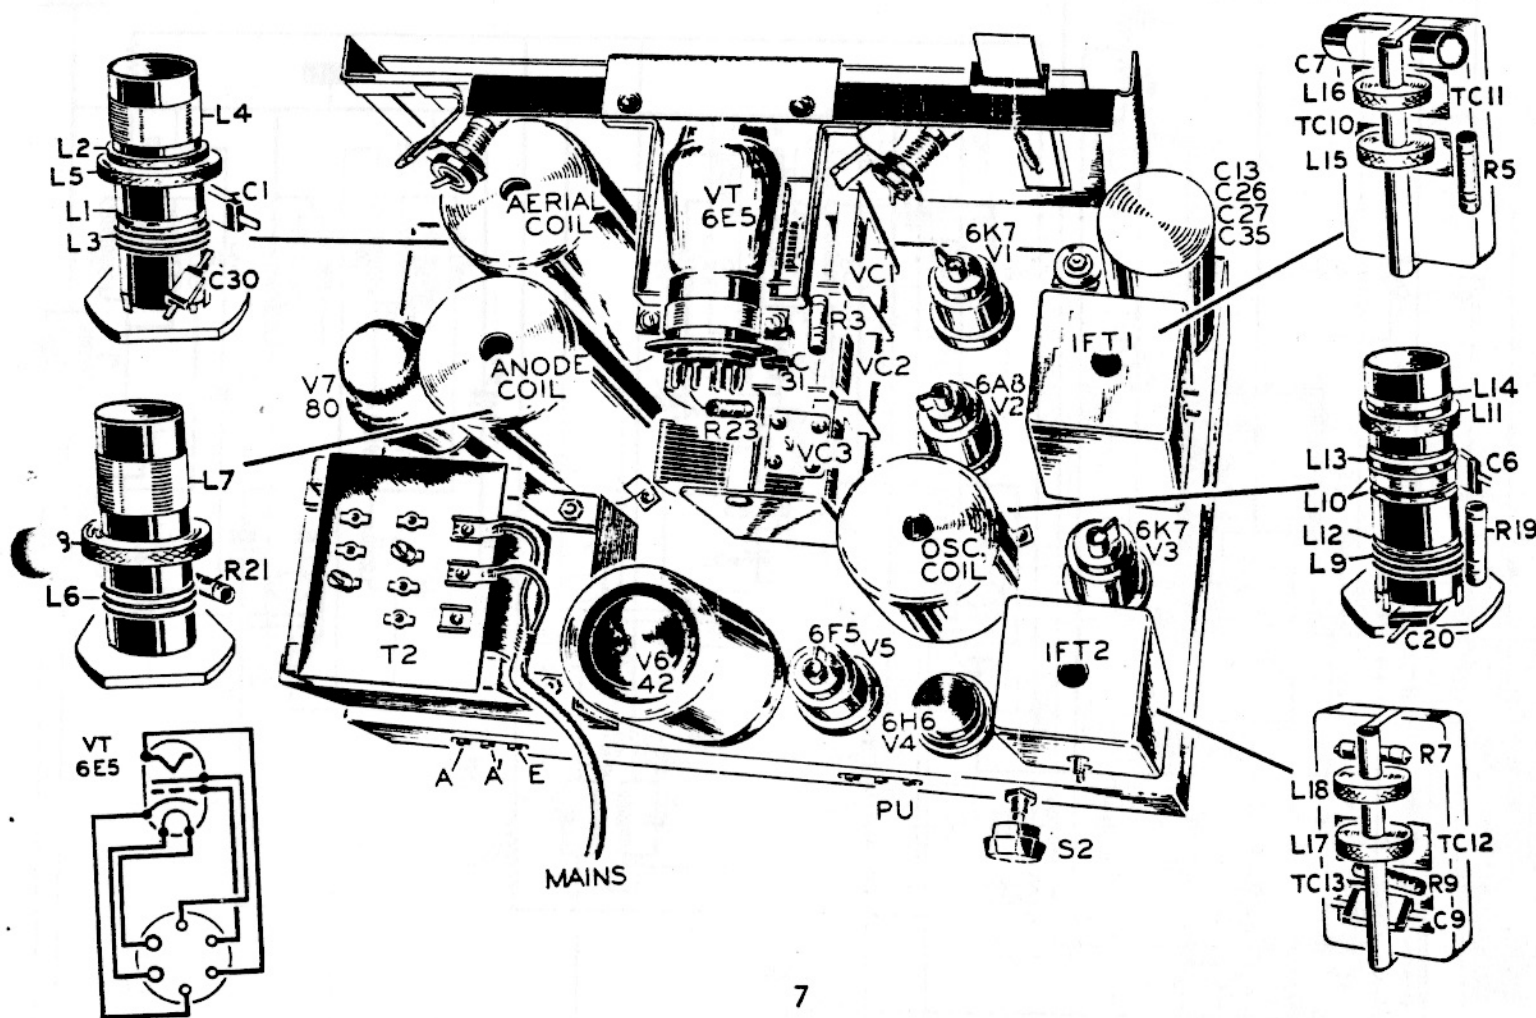 L4
L2
L5
L1
L3
C1
C30
AERIAL
COIL
VT
6E5
VC1
R3
C
31
VC2
6K7
V1
C13
C26
C27
C35
C7
L16
TC11
TC10
L15
R5
IFT1
V7
80
ANODE
COIL
R23
VC3
6A8
V2
L14
L11
L13
C6
L10
L12
R19
L9
C20
L7
R21
L6
OSC.
COIL
6K7
V3
T2
V6
42
6F5
V5
6H6
V4
IFT2
VT
6E5
A
A'
E
MAINS
PU
S2
R7
L18
L17
TC12
TC13
R9
C9
7